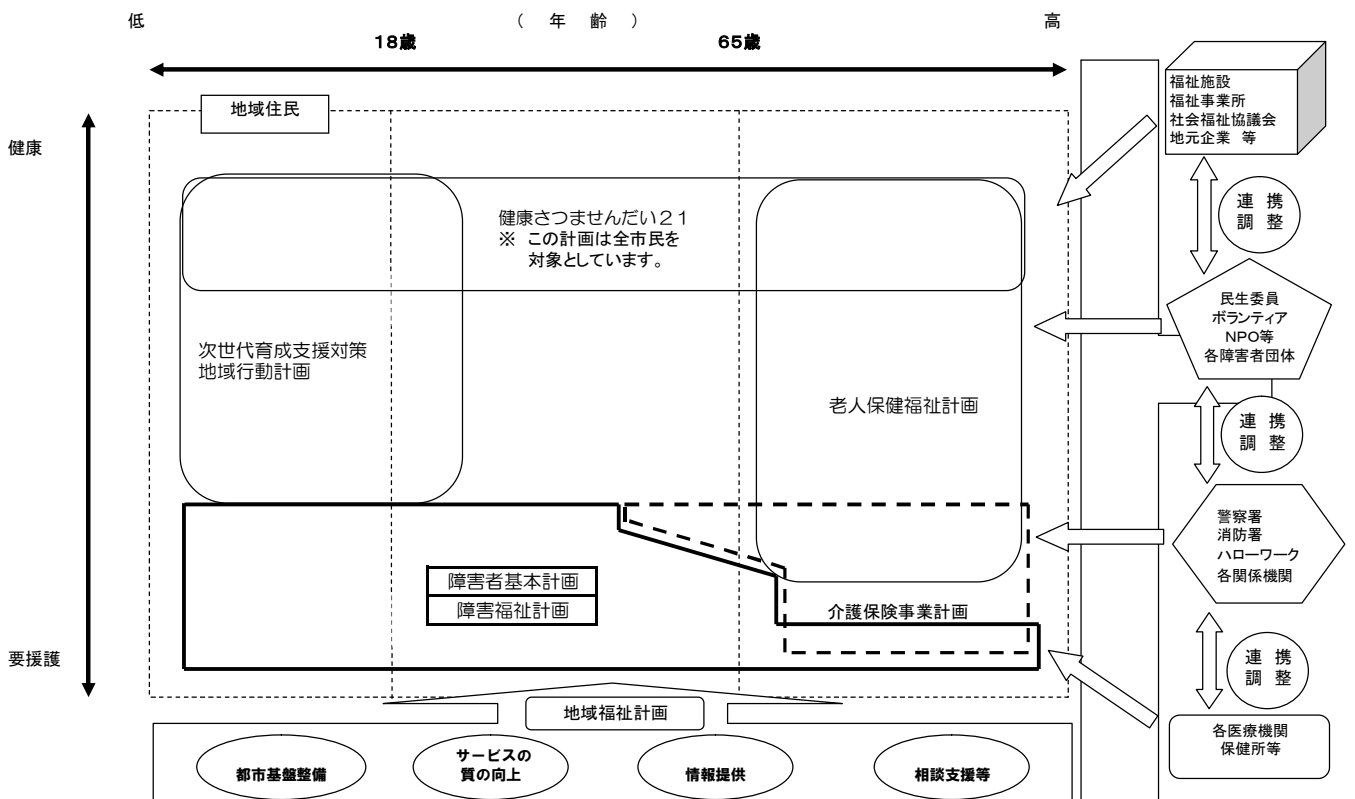 低 （ 年 齢 ） 高
18歳 65歳
地域住民
健康
要援護
健康さつませんだい２１
※ この計画は全市民を
対象としています。
次世代育成支援対策
地域行動計画
老人保健福祉計画
障害者基本計画
障害福祉計画
介護保険事業計画
地域福祉計画
都市基盤整備
サービスの
質の向上
情報提供
相談支援等
福祉施設
福祉事業所
社会福祉協議会
地元企業 等
連 携
調 整
民生委員
ボランティア
NPO等
各障害者団体
連 携
調 整
警察署
消防署
ハローワーク
各関係機関
連 携
調 整
各医療機関
保健所等